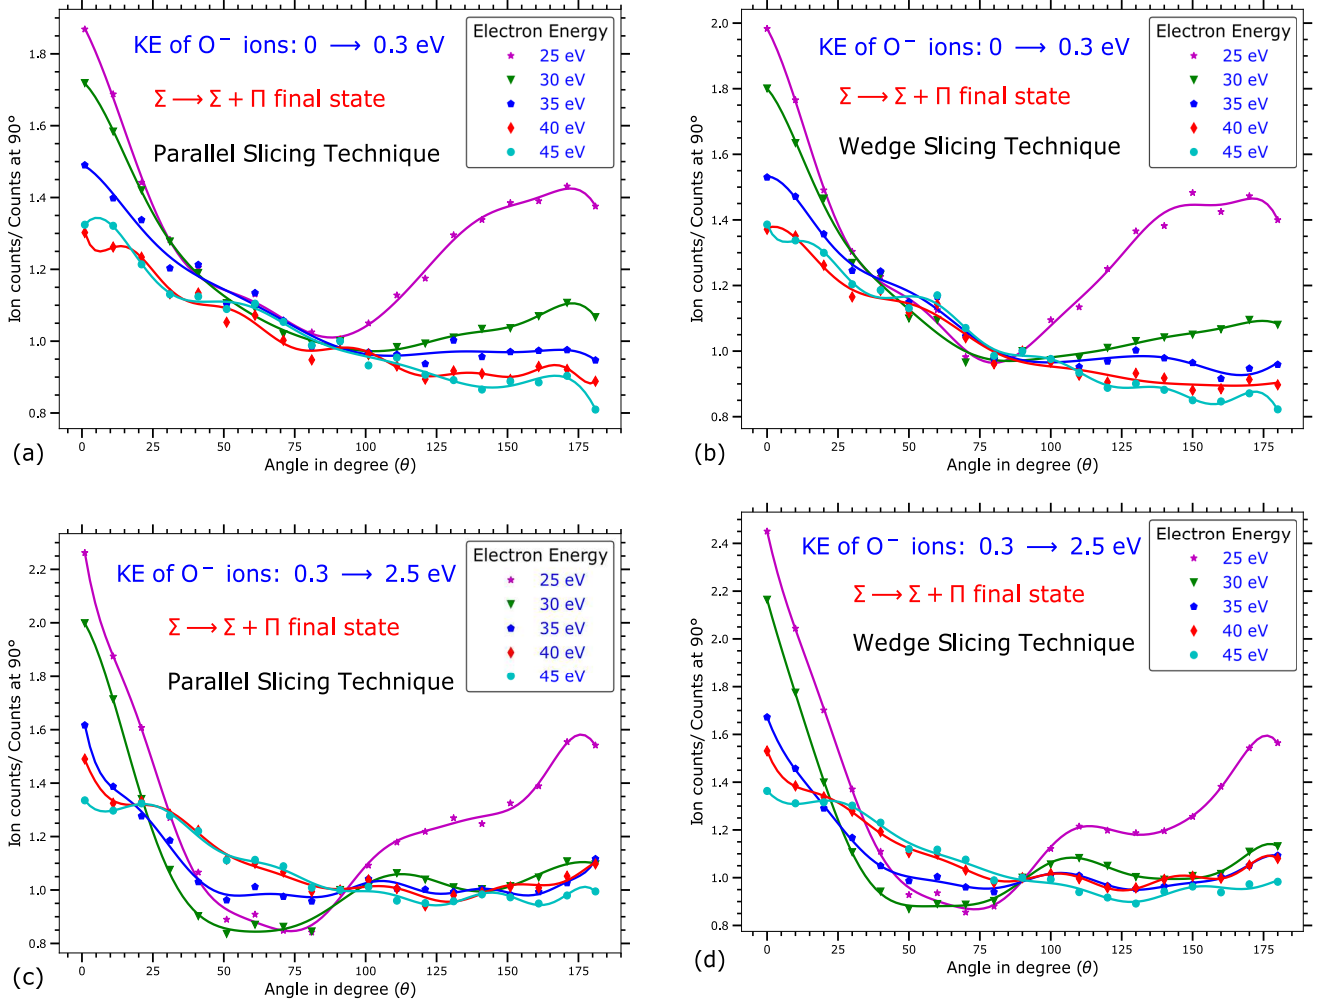 KE of O⁻ ions: 0 ⟶ 0.3 eV
Σ ⟶ Σ + Π final state
Parallel Slicing Technique
Electron Energy
25 eV
30 eV
35 eV
40 eV
45 eV
Ion counts/ Counts at 90°
1.8
1.6
1.4
1.2
1.0
0.8
0 25 50 75 100 125 150 175
Angle in degree (θ)
(a)
KE of O⁻ ions: 0 ⟶ 0.3 eV
Σ ⟶ Σ + Π final state
Wedge Slicing Technique
Electron Energy
25 eV
30 eV
35 eV
40 eV
45 eV
Ion counts/ Counts at 90°
2.0
1.8
1.6
1.4
1.2
1.0
0.8
0 25 50 75 100 125 150 175
Angle in degree (θ)
(b)
KE of O⁻ ions: 0.3 ⟶ 2.5 eV
Σ ⟶ Σ + Π final state
Parallel Slicing Technique
Electron Energy
25 eV
30 eV
35 eV
40 eV
45 eV
Ion counts/ Counts at 90°
2.2
2.0
1.8
1.6
1.4
1.2
1.0
0.8
0 25 50 75 100 125 150 175
Angle in degree (θ)
(c)
KE of O⁻ ions: 0.3 ⟶ 2.5 eV
Σ ⟶ Σ + Π final state
Wedge Slicing Technique
Electron Energy
25 eV
30 eV
35 eV
40 eV
45 eV
Ion counts/ Counts at 90°
2.4
2.2
2.0
1.8
1.6
1.4
1.2
1.0
0.8
0 25 50 75 100 125 150 175
Angle in degree (θ)
(d)